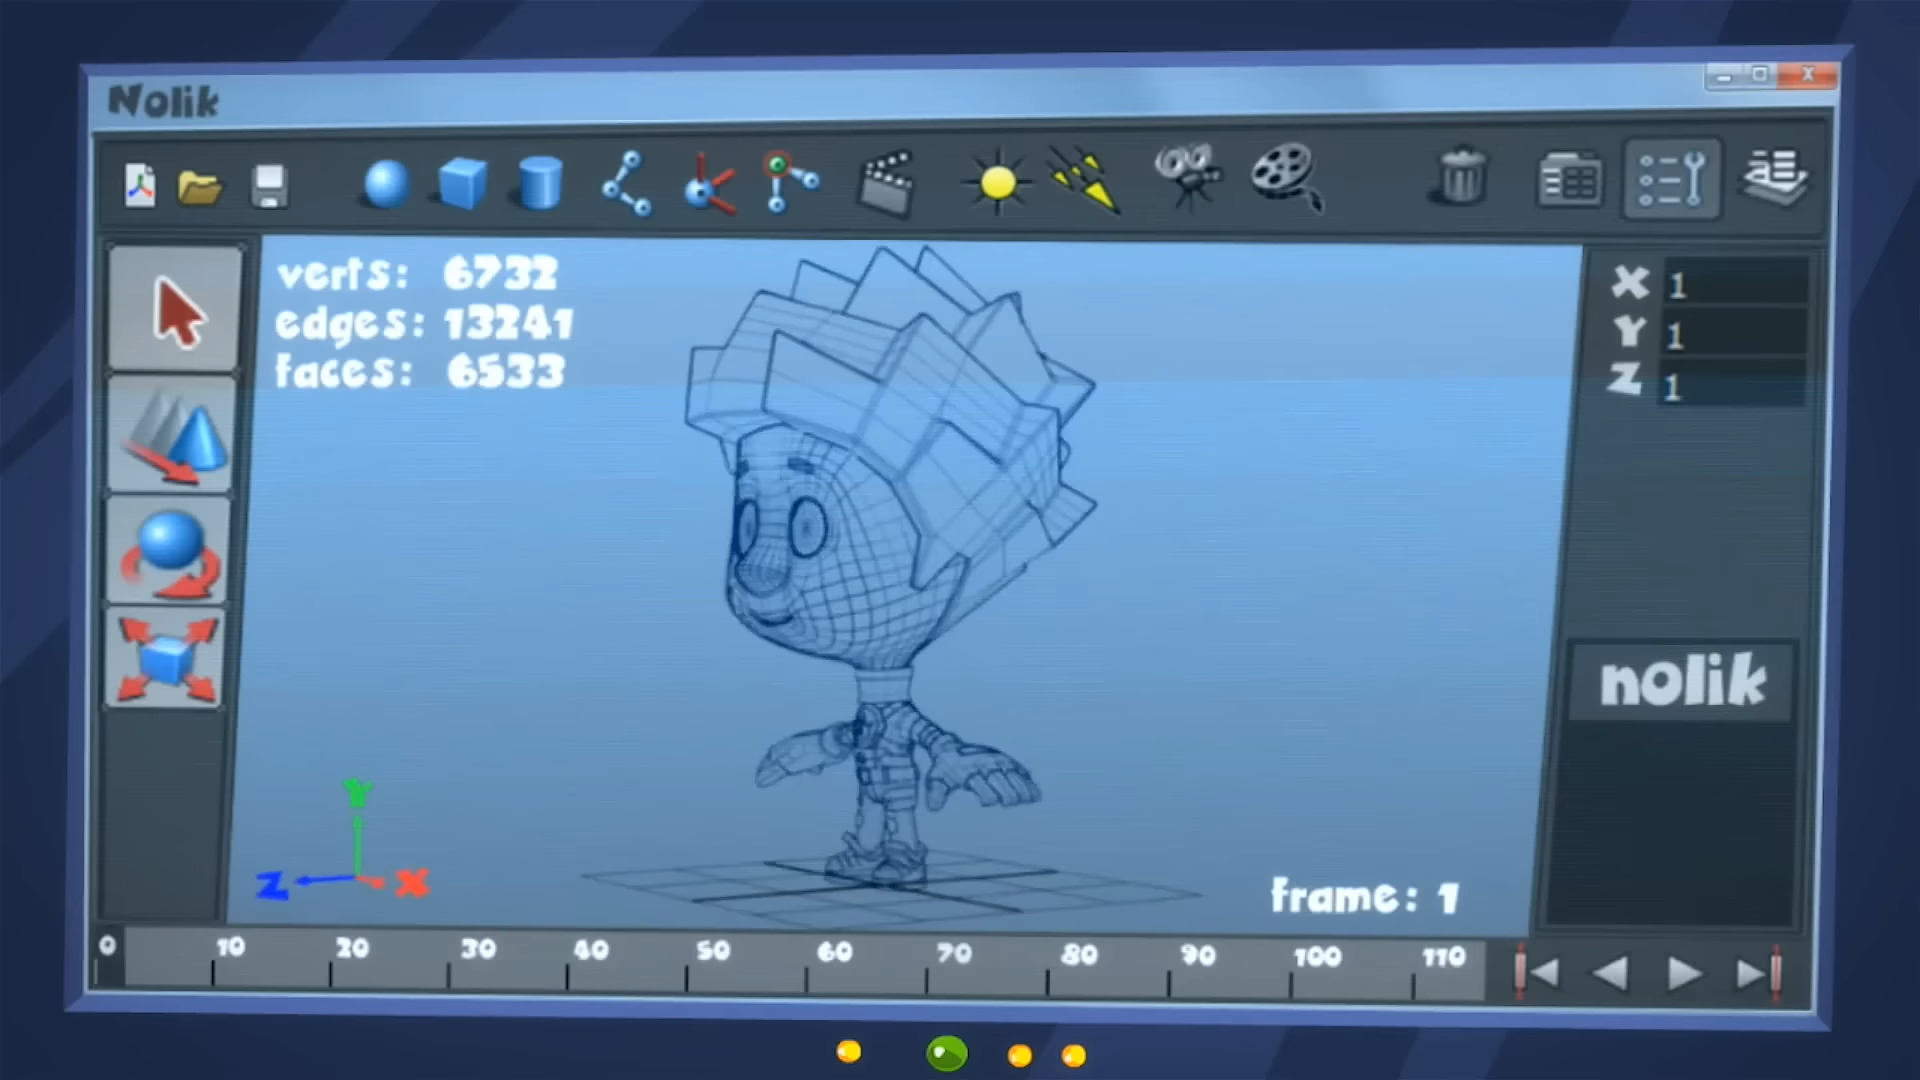 Nolik
verts: 6732
edges: 13241
faces: 6533
X 1
Y 1
Z 1
nolik
Y
Z
X
frame: 1
0 10 20 30 40 50 60 70 80 90 100 110